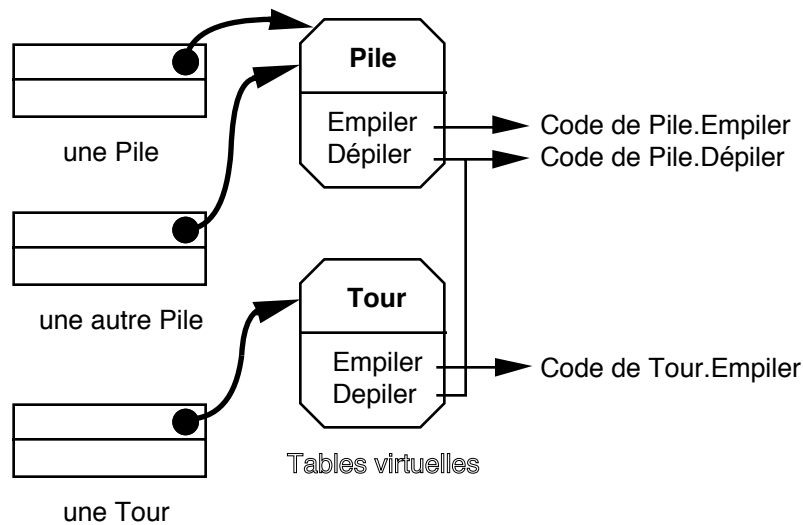 Pile
Empiler
Dépiler
Code de Pile.Empiler
Code de Pile.Dépiler
une Pile
une autre Pile
Tour
Empiler
Depiler
Code de Tour.Empiler
Tables virtuelles
une Tour